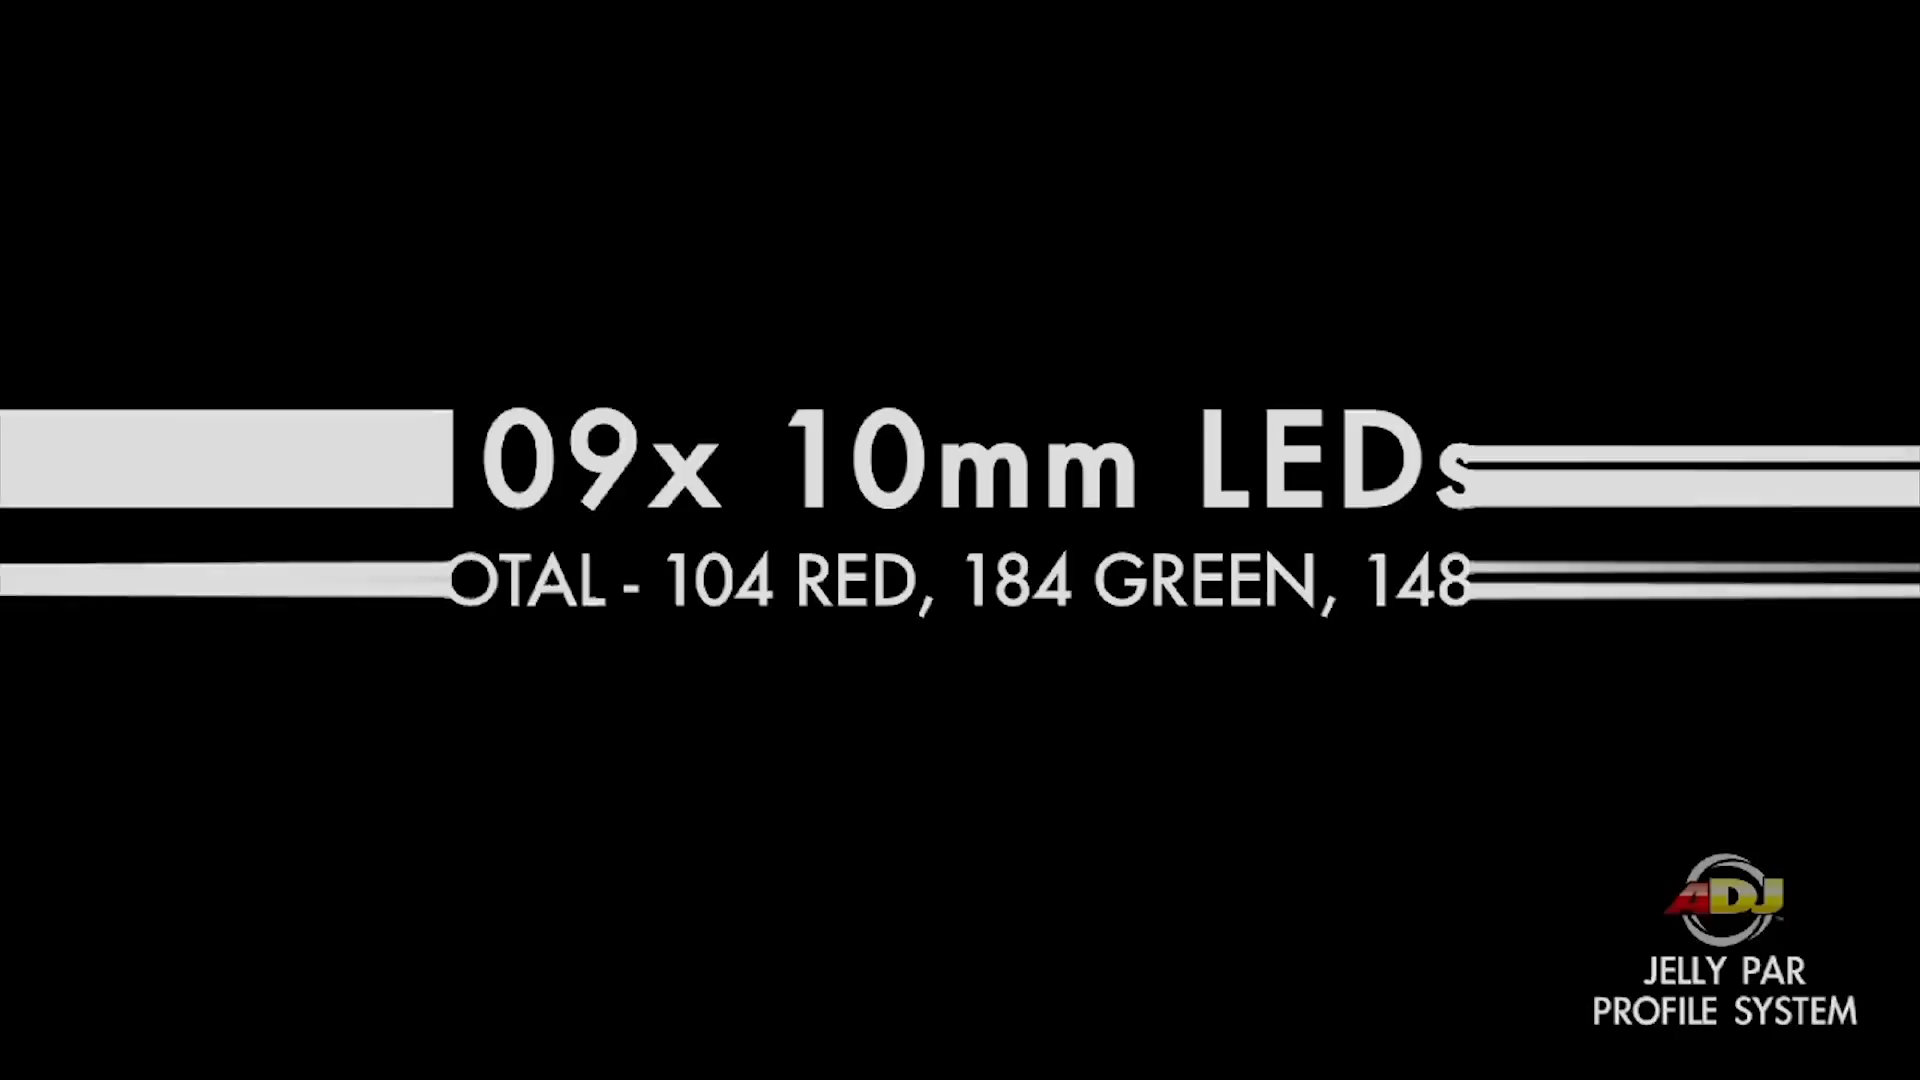 09x 10mm LEDs
OTAL - 104 RED, 184 GREEN, 148
ADJ
JELLY PAR
PROFILE SYSTEM